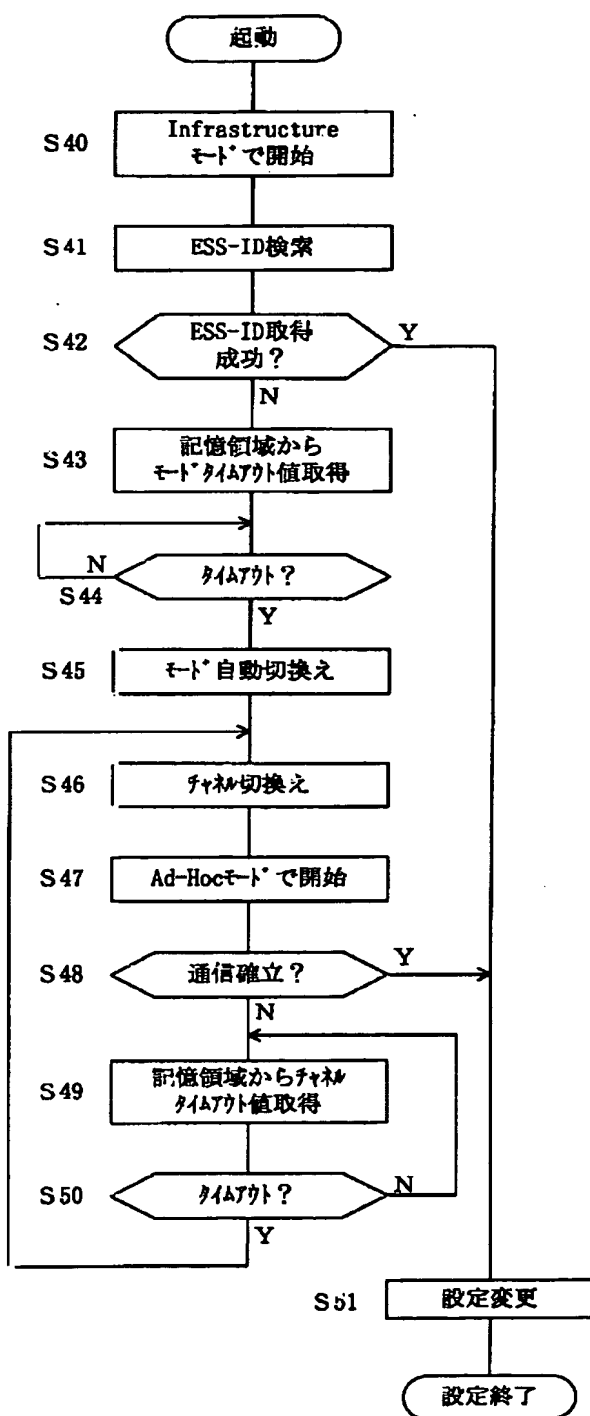 起動
S40
Infrastructure
モードで開始
S41
ESS-ID検索
S42
ESS-ID取得
成功？
Y
N
S43
記憶領域から
モードタイムアウト値取得
N
S44
タイムアウト？
Y
S45
モード自動切換え
S46
チャネル切換え
S47
Ad-Hocモードで開始
S48
通信確立？
Y
N
S49
記憶領域からチャネル
タイムアウト値取得
S50
タイムアウト？
N
Y
S51
設定変更
設定終了